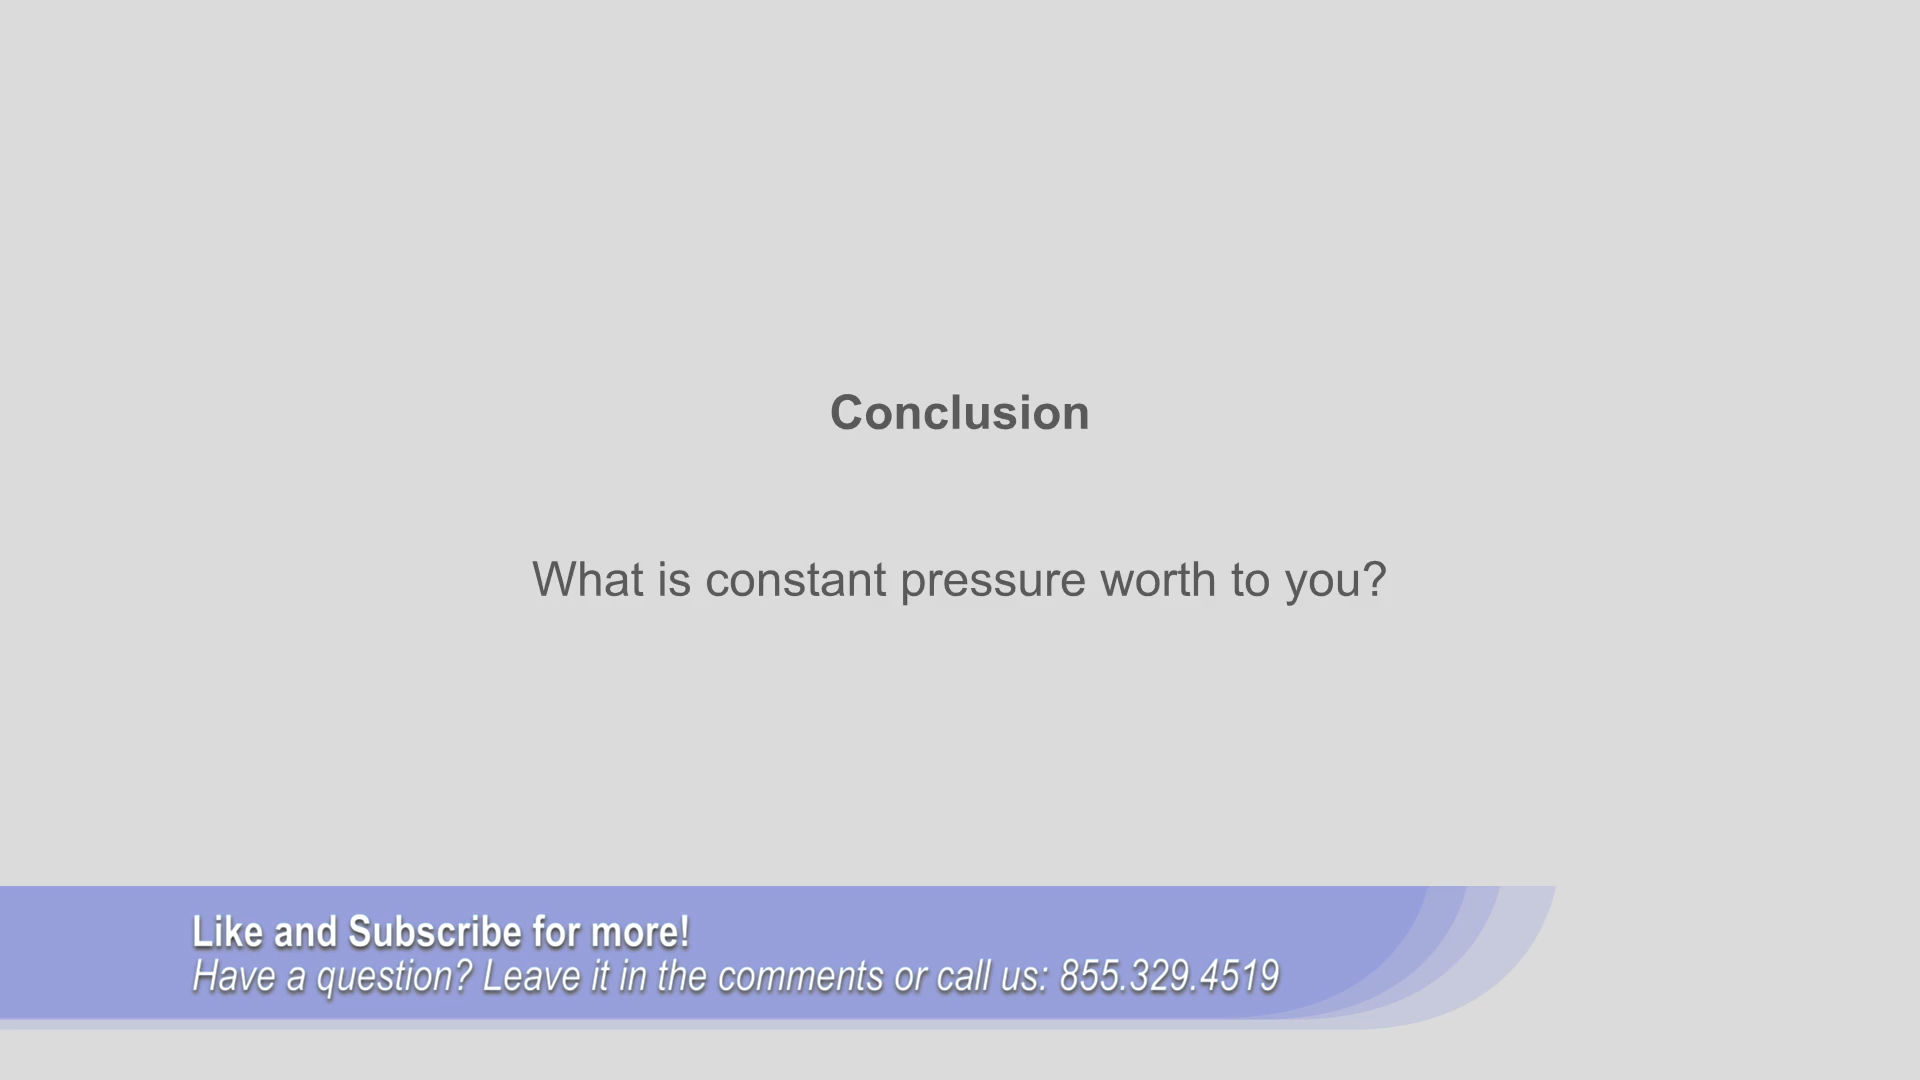 Conclusion
What is constant pressure worth to you?
Like and Subscribe for more!
Have a question? Leave it in the comments or call us: 855.329.4519